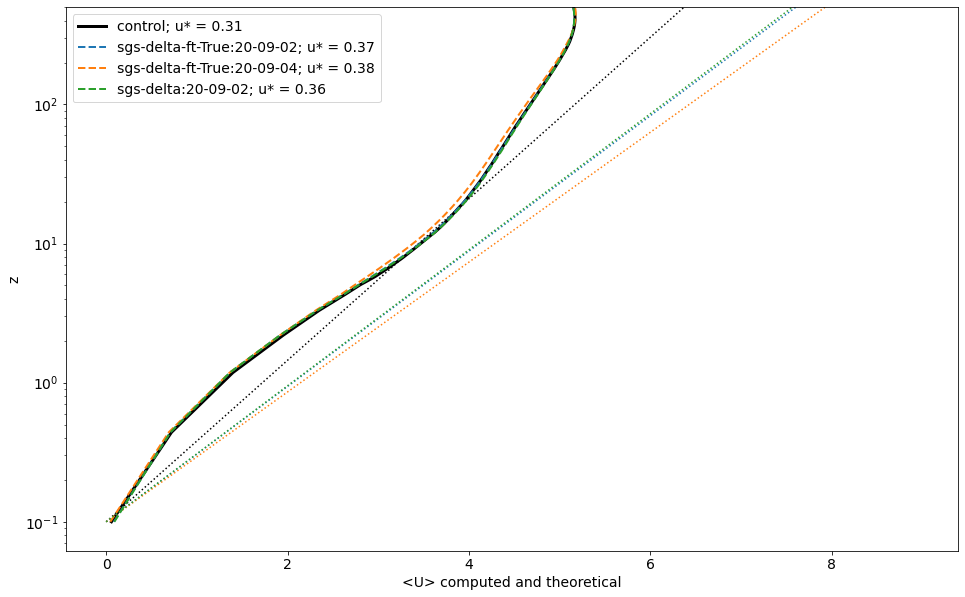 control; u* = 0.31
sgs-delta-ft-True:20-09-02; u* = 0.37
sgs-delta-ft-True:20-09-04; u* = 0.38
sgs-delta:20-09-02; u* = 0.36
10²
10¹
10⁰
10⁻¹
z
0 2 4 6 8
<U> computed and theoretical